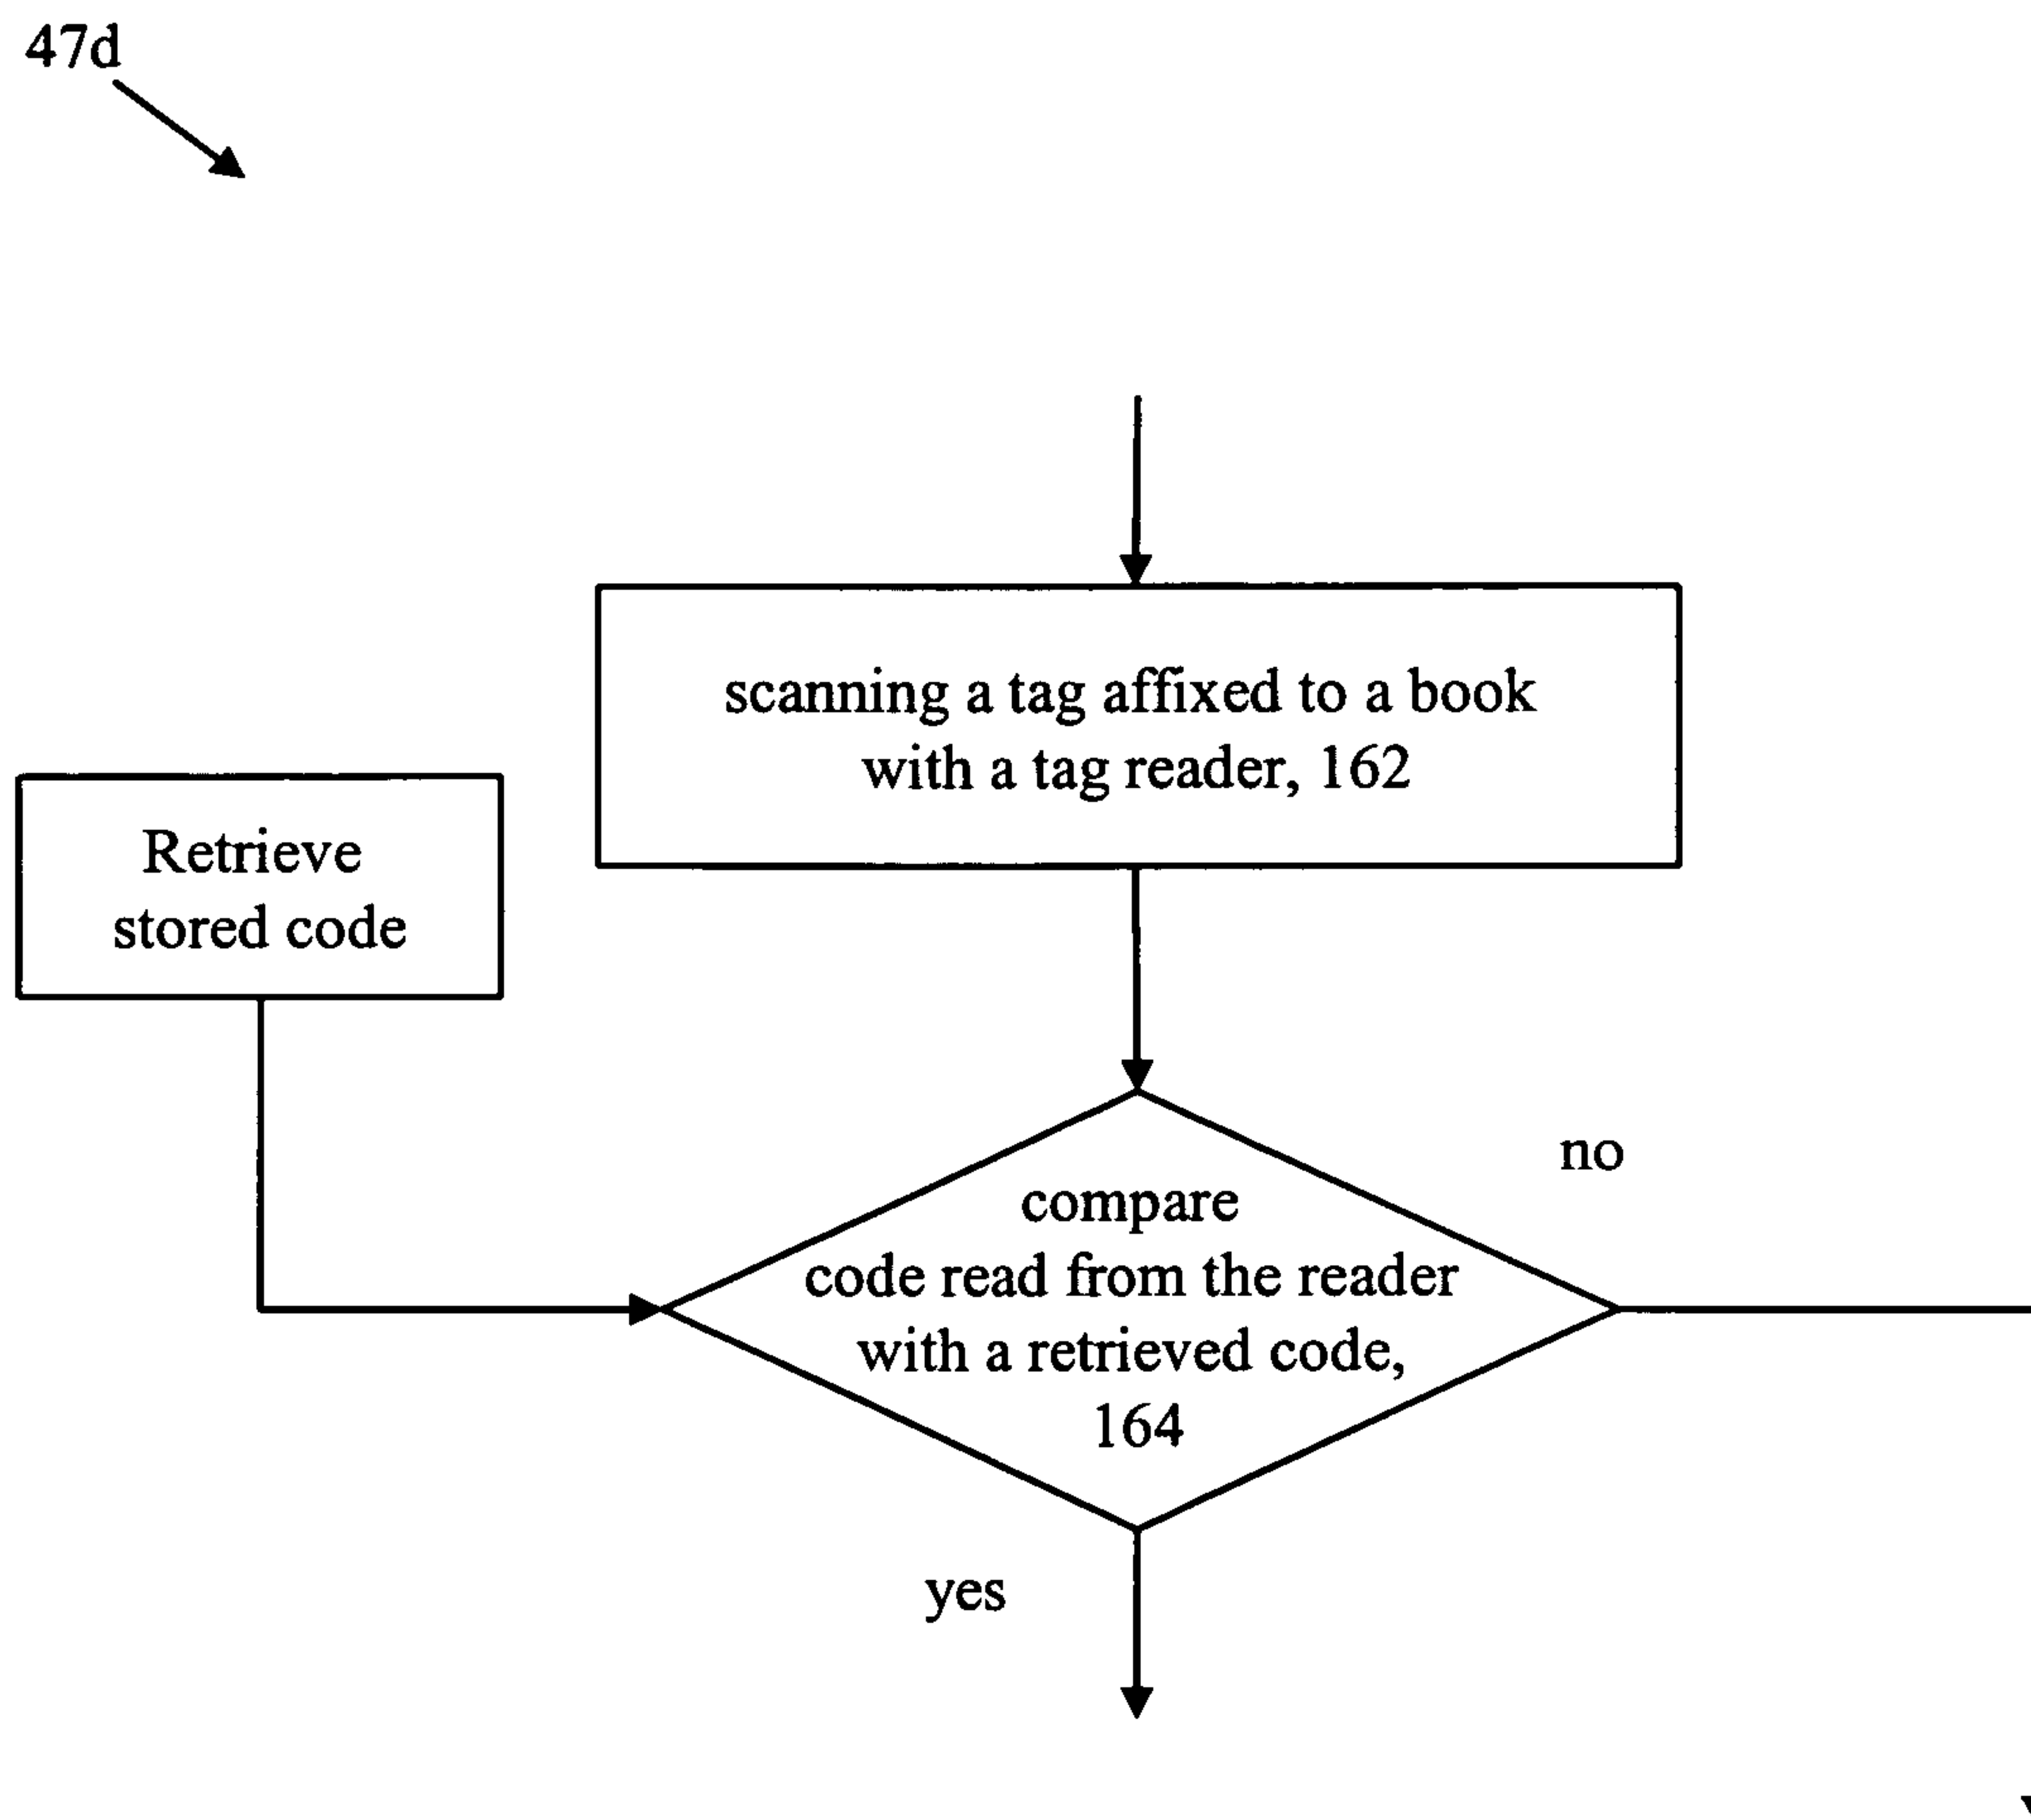 47d
scanning a tag affixed to a book
with a tag reader, 162
Retrieve
stored code
compare
code read from the reader
with a retrieved code,
164
no
yes